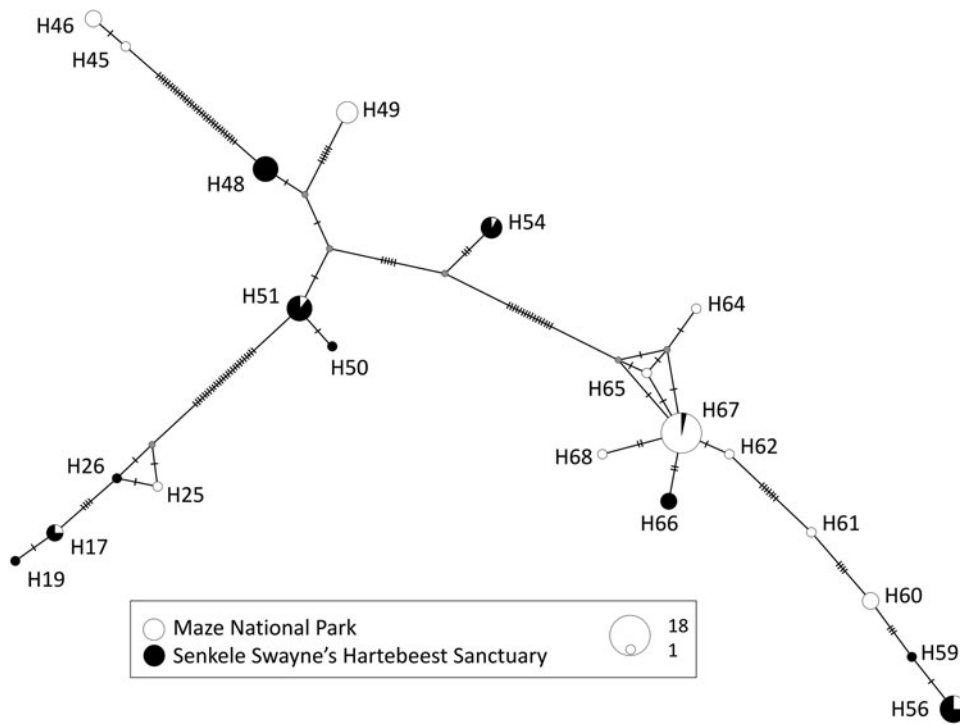 H46
H45
H49
H48
H54
H51
H50
H64
H65
H67
H26
H25
H68
H62
H66
H17
H61
H19
H60
Maze National Park
18
1
Senkele Swayne's Hartebeest Sanctuary
H59
H56